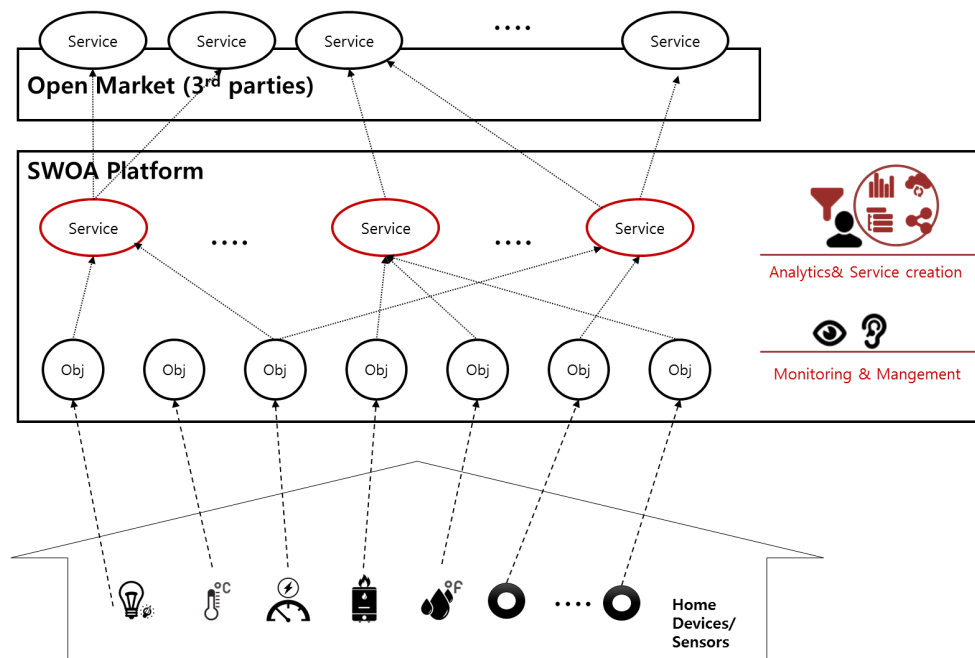 Service Service Service .... Service
Open Market (3rd parties)
SWOA Platform
Service .... Service .... Service
Analytics& Service creation
Obj Obj Obj Obj Obj Obj Obj
Monitoring & Mangement
°C °F ....
Home
Devices/
Sensors